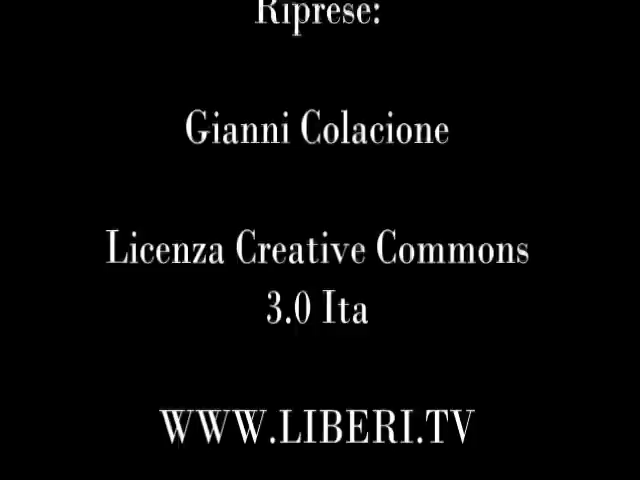 Riprese:
Gianni Colacione
Licenza Creative Commons
3.0 Ita
WWW.LIBERI.TV